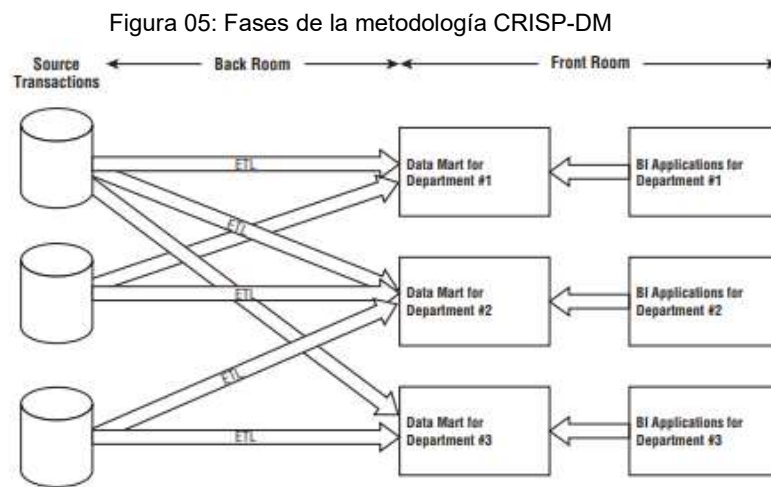 Figura 05: Fases de la metodología CRISP-DM
Source
Transactions
Back Room
Front Room
ETL
Data Mart for
Department #1
BI Applications for
Department #1
ETL
ETL
Data Mart for
Department #2
BI Applications for
Department #2
ETL
ETL
Data Mart for
Department #3
BI Applications for
Department #3